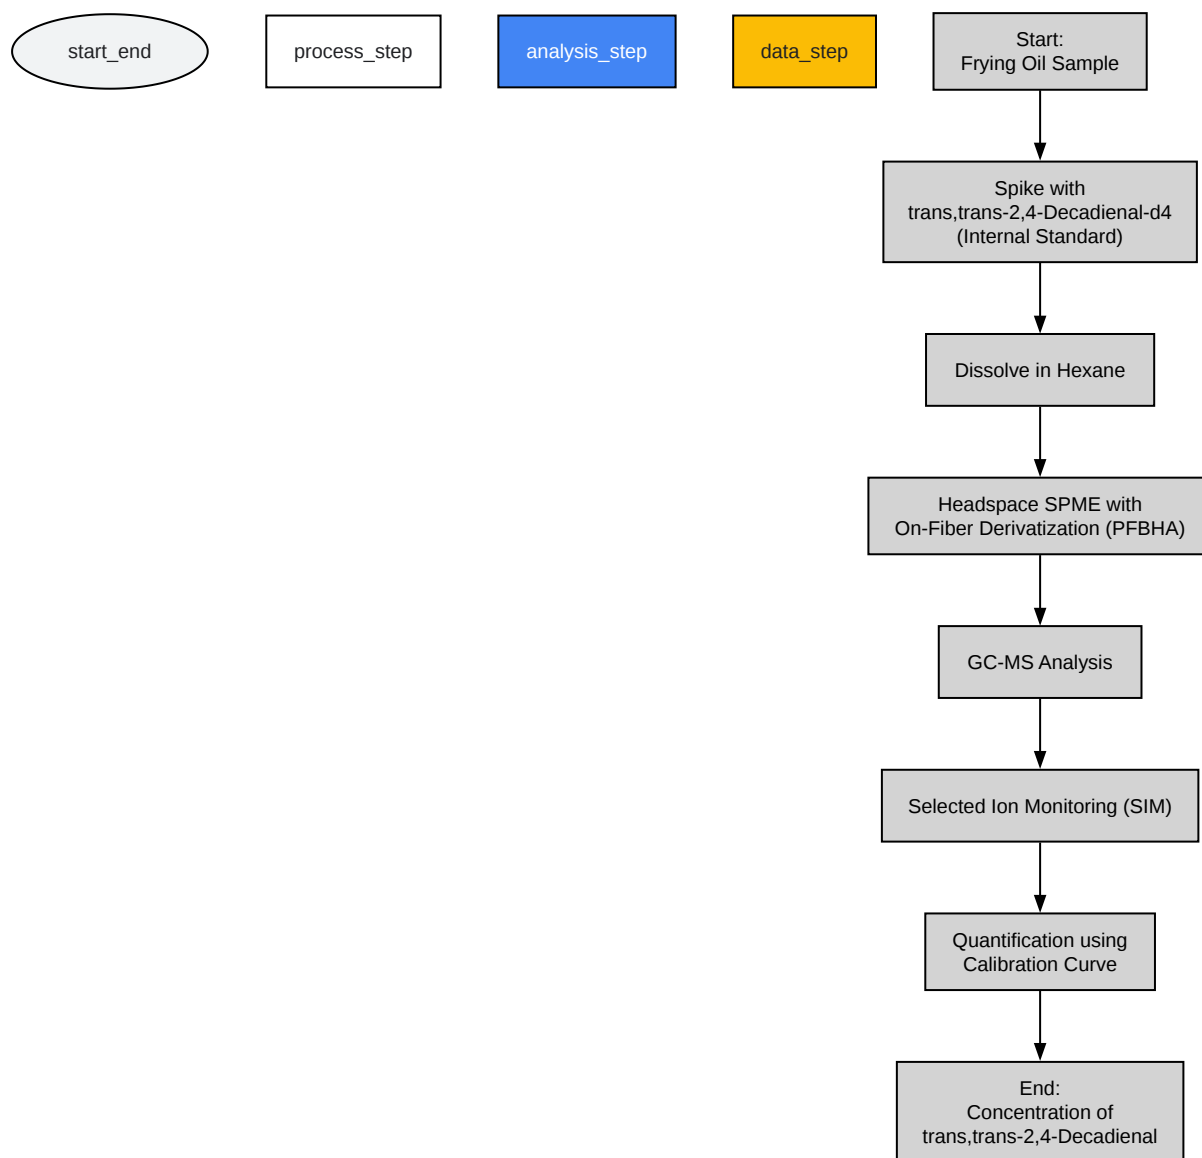 start_end
process_step
analysis_step
data_step
Start:
Frying Oil Sample
Spike with
trans,trans-2,4-Decadienal-d4
(Internal Standard)
Dissolve in Hexane
Headspace SPME with
On-Fiber Derivatization (PFBHA)
GC-MS Analysis
Selected Ion Monitoring (SIM)
Quantification using
Calibration Curve
End:
Concentration of
trans,trans-2,4-Decadienal